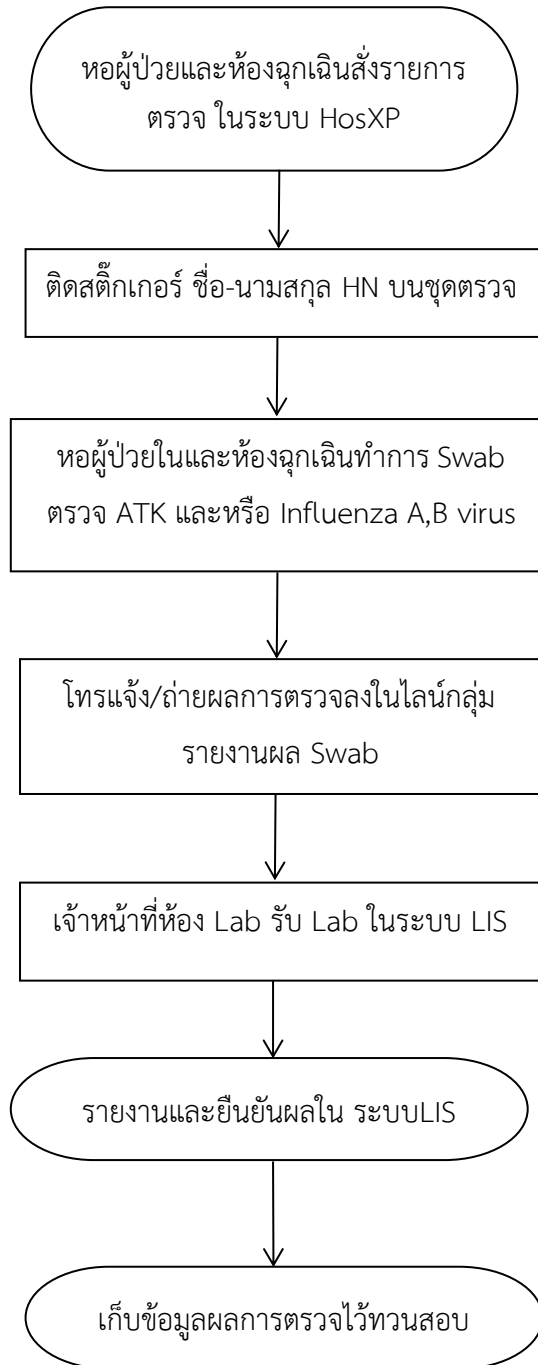 หอผู้ป่วยและห้องฉุกเฉินสั่งรายการ
ตรวจ ในระบบ HosXP
ติดสติ๊กเกอร์ ชื่อ-นามสกุล HN บนชุดตรวจ
หอผู้ป่วยในและห้องฉุกเฉินทำการ Swab
ตรวจ ATK และหรือ Influenza A,B virus
โทรแจ้ง/ถ่ายผลการตรวจลงในไลน์กลุ่ม
รายงานผล Swab
เจ้าหน้าที่ห้อง Lab รับ Lab ในระบบ LIS
รายงานและยืนยันผลใน ระบบLIS
เก็บข้อมูลผลการตรวจไว้ทวนสอบ